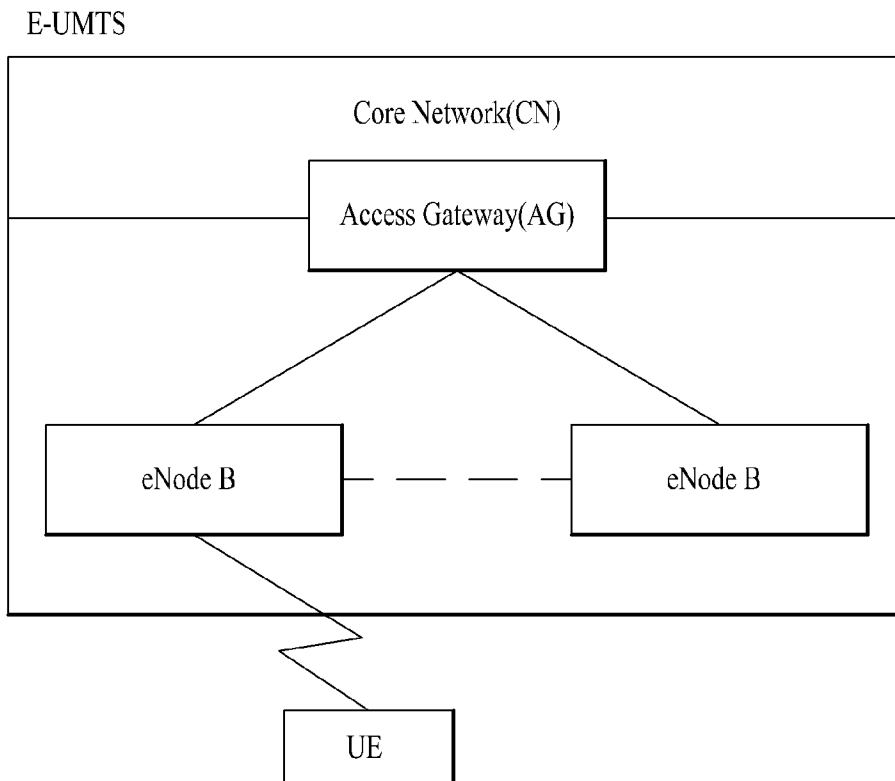 E-UMTS
Core Network(CN)
Access Gateway(AG)
eNode B
eNode B
UE